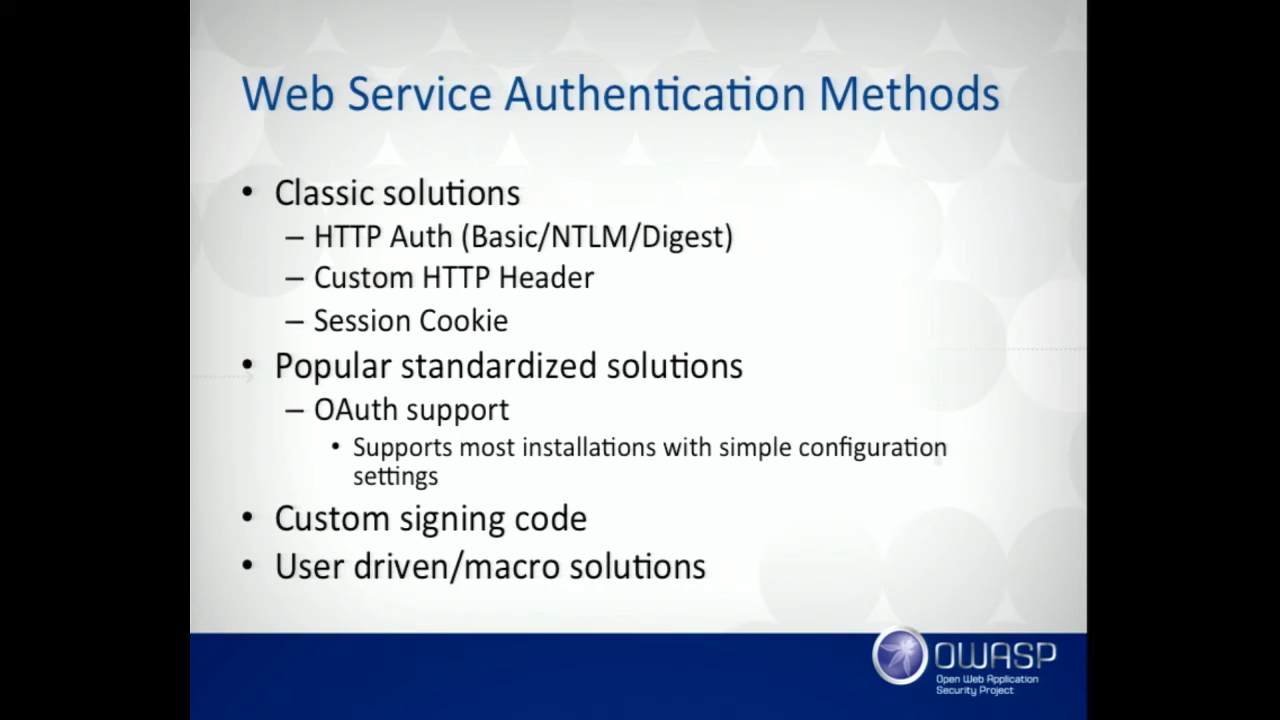 Web Service Authentication Methods
• Classic solutions
– HTTP Auth (Basic/NTLM/Digest)
– Custom HTTP Header
– Session Cookie
• Popular standardized solutions
– OAuth support
• Supports most installations with simple configuration
settings
• Custom signing code
• User driven/macro solutions
OWASP
Open Web Application
Security Project